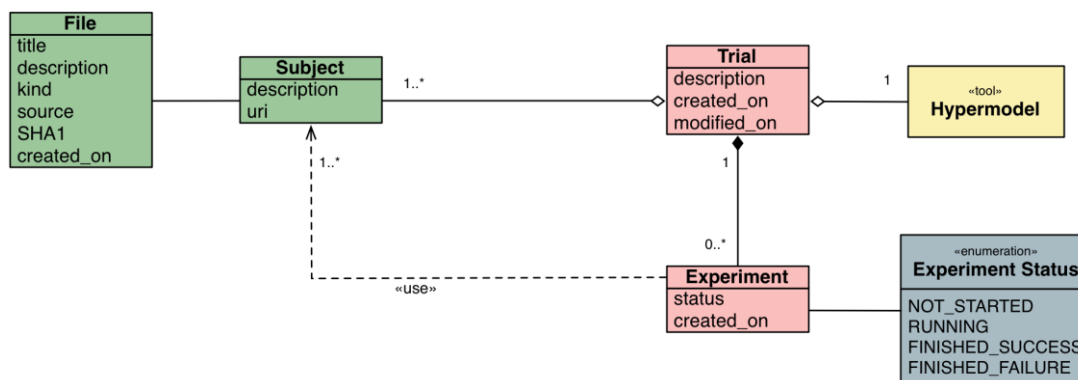 File
title
description
kind
source
SHA1
created_on
Subject
description
uri
1..*
Trial
description
created_on
modified_on
1
«tool»
Hypermodel
1..*
1
0..*
«use»
Experiment
status
created_on
«enumeration»
Experiment Status
NOT_STARTED
RUNNING
FINISHED_SUCCESS
FINISHED_FAILURE